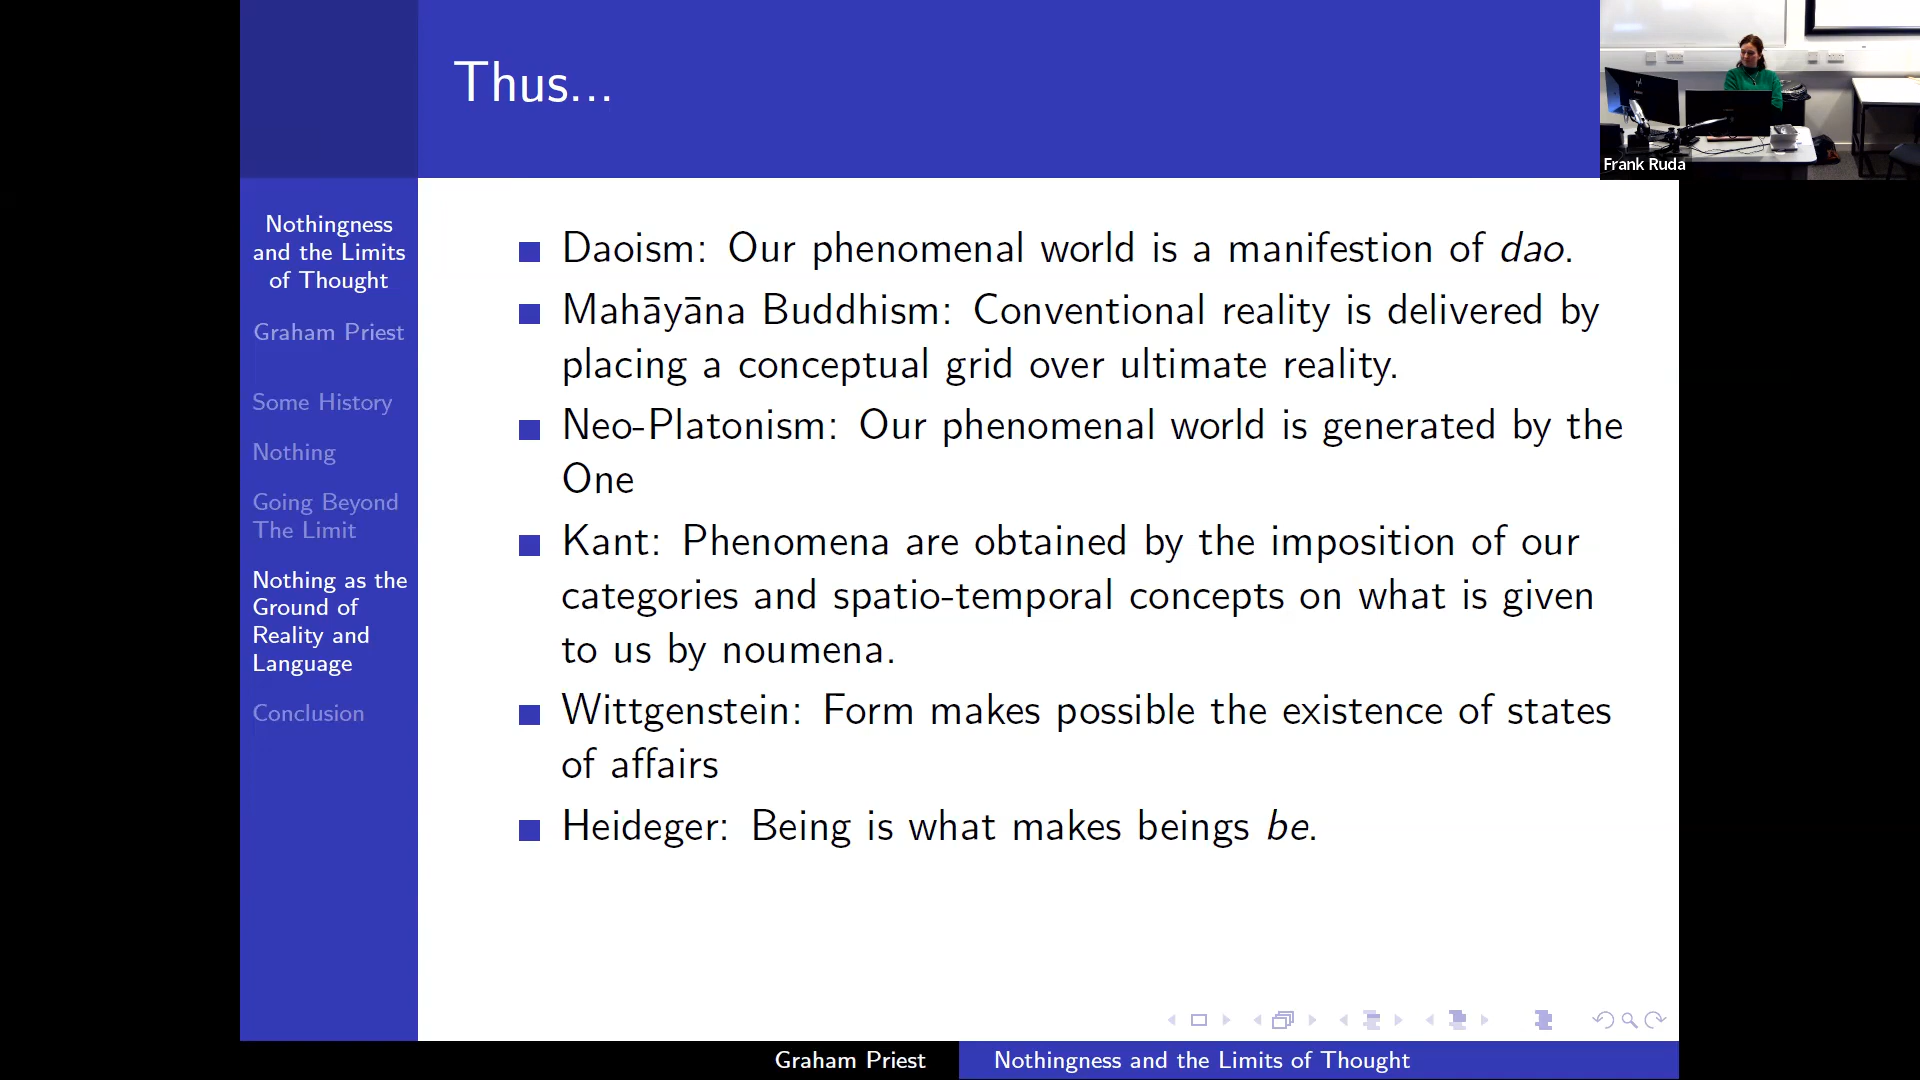 Thus...
Frank Ruda
Nothingness
and the Limits
of Thought
Graham Priest
Some History
Nothing
Going Beyond
The Limit
Nothing as the
Ground of
Reality and
Language
Conclusion
Daoism: Our phenomenal world is a manifestion of dao.
Mahāyāna Buddhism: Conventional reality is delivered by
placing a conceptual grid over ultimate reality.
Neo-Platonism: Our phenomenal world is generated by the
One
Kant: Phenomena are obtained by the imposition of our
categories and spatio-temporal concepts on what is given
to us by noumena.
Wittgenstein: Form makes possible the existence of states
of affairs
Heideger: Being is what makes beings be.
Graham Priest
Nothingness and the Limits of Thought